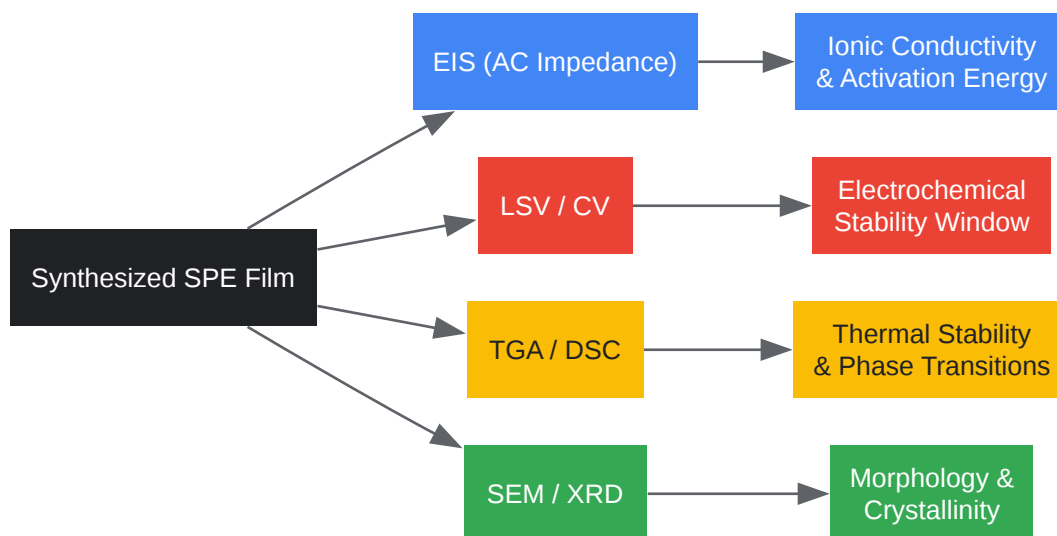 EIS (AC Impedance)
Ionic Conductivity
& Activation Energy
LSV / CV
Electrochemical
Stability Window
Synthesized SPE Film
TGA / DSC
Thermal Stability
& Phase Transitions
SEM / XRD
Morphology &
Crystallinity